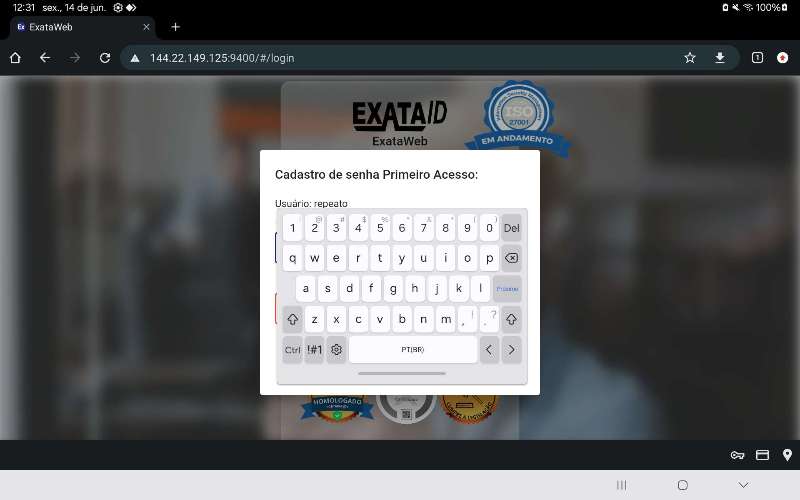 12:31 sex., 14 de jun. 100%
ExataWeb
144.22.149.125:9400/#/login
1
EXATAID
ExataWeb
ISO
27001
EM ANDAMENTO
Cadastro de senha Primeiro Acesso:
Usuário: repeato
@ # $ % ^ & * ( )
1 2 3 4 5 6 7 8 9 0 Del
q w e r t y u i o p
a s d f g h j k l Próximo
z x c v b n m , ! . ?
Ctrl !#1 PT(BR)
HOMOLOGADO